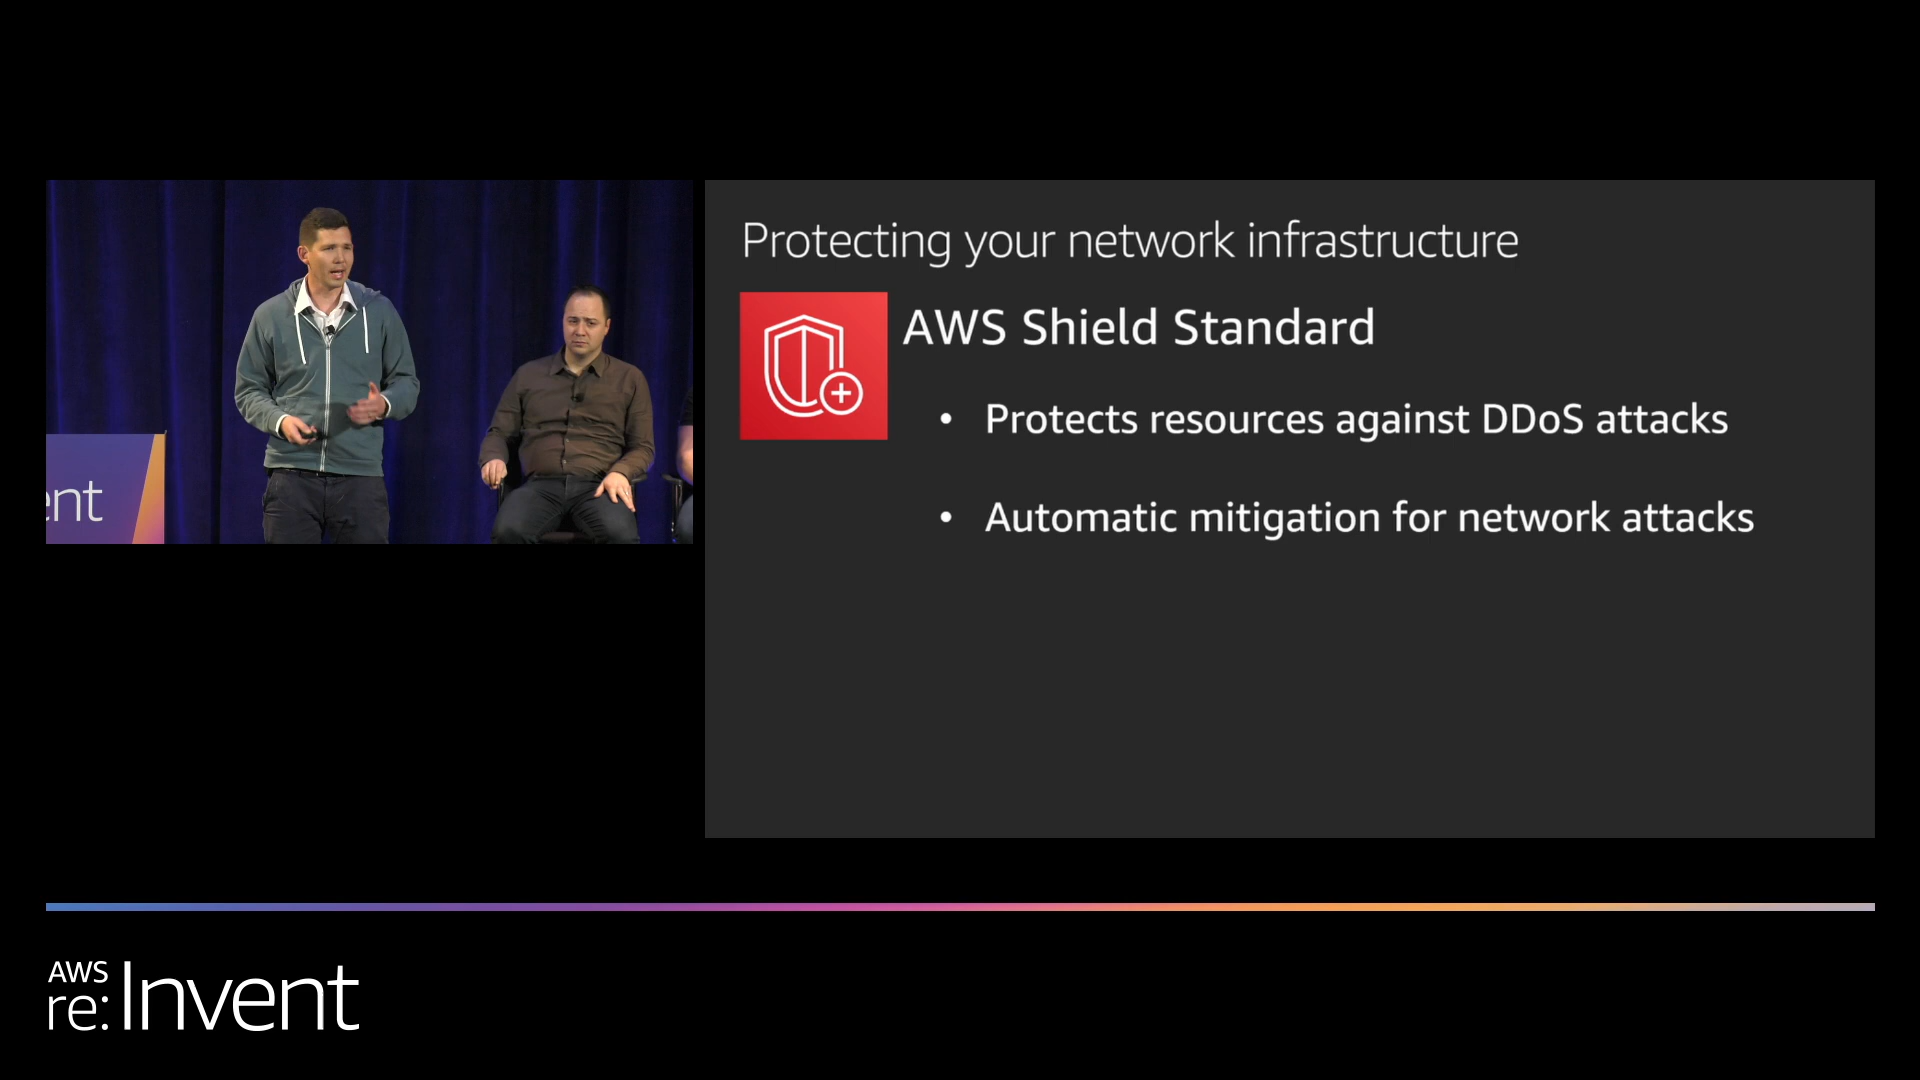 ent
Protecting your network infrastructure
AWS Shield Standard
• Protects resources against DDoS attacks
• Automatic mitigation for network attacks
AWS
re:Invent